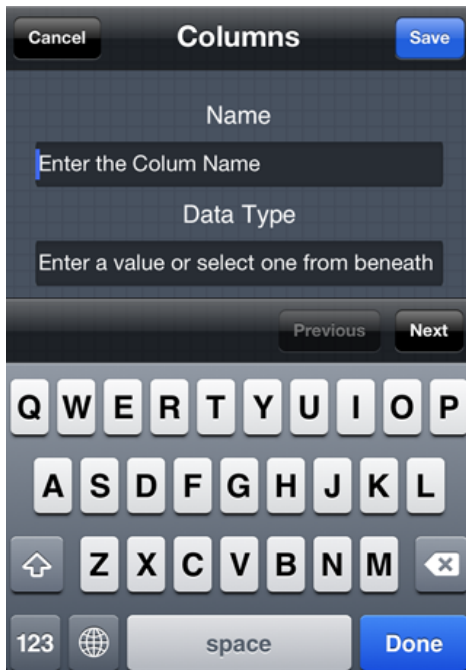 Cancel Columns Save
Name
Enter the Colum Name
Data Type
Enter a value or select one from beneath
Previous Next
Q W E R T Y U I O P
A S D F G H J K L
Z X C V B N M
123 space Done